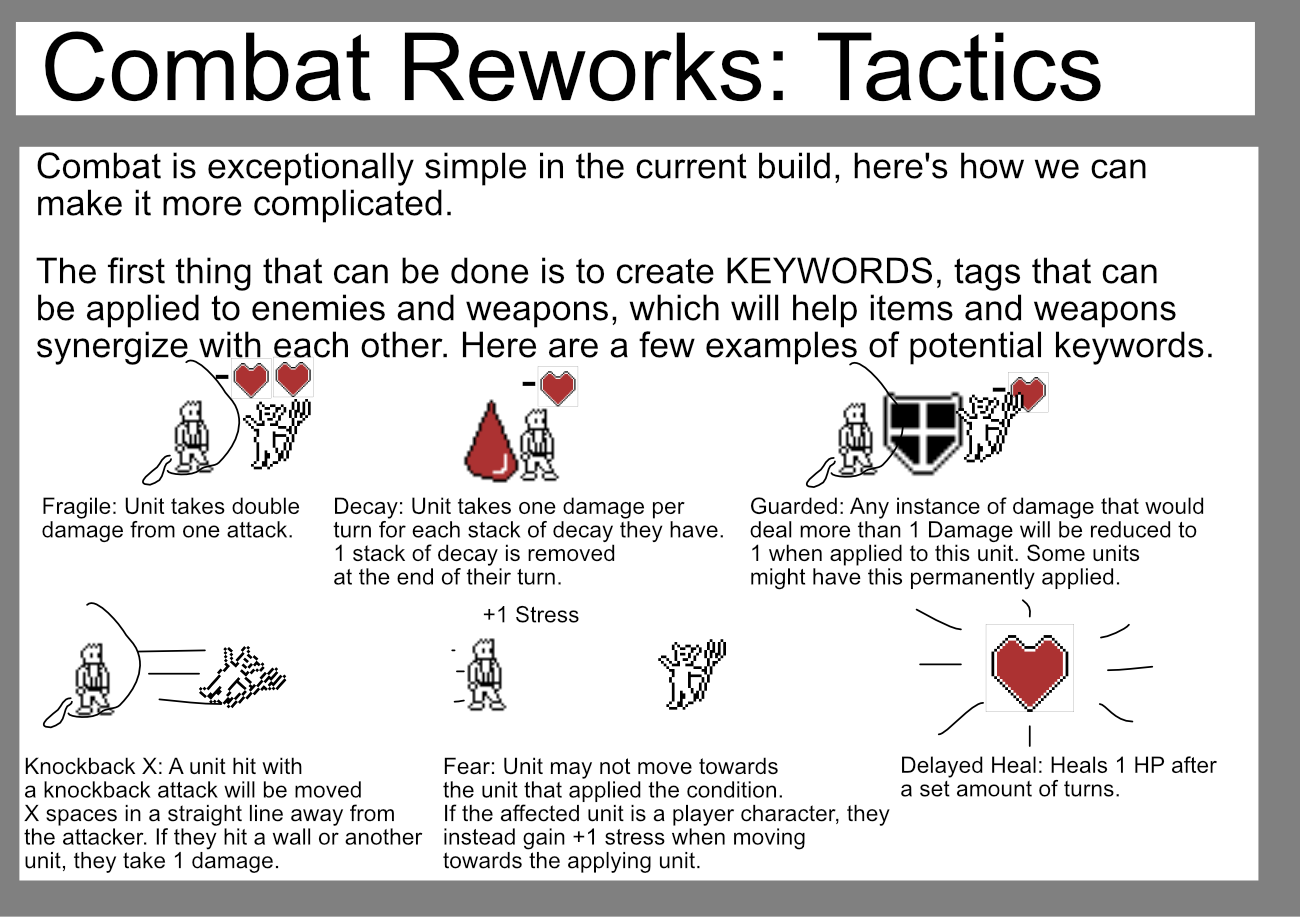 Combat Reworks: Tactics
Combat is exceptionally simple in the current build, here's how we can
make it more complicated.
The first thing that can be done is to create KEYWORDS, tags that can
be applied to enemies and weapons, which will help items and weapons
synergize with each other. Here are a few examples of potential keywords.
Fragile: Unit takes double
damage from one attack.
Decay: Unit takes one damage per
turn for each stack of decay they have.
1 stack of decay is removed
at the end of their turn.
Guarded: Any instance of damage that would
deal more than 1 Damage will be reduced to
1 when applied to this unit. Some units
might have this permanently applied.
Knockback X: A unit hit with
a knockback attack will be moved
X spaces in a straight line away from
the attacker. If they hit a wall or another
unit, they take 1 damage.
+1 Stress
Fear: Unit may not move towards
the unit that applied the condition.
If the affected unit is a player character, they
instead gain +1 stress when moving
towards the applying unit.
Delayed Heal: Heals 1 HP after
a set amount of turns.